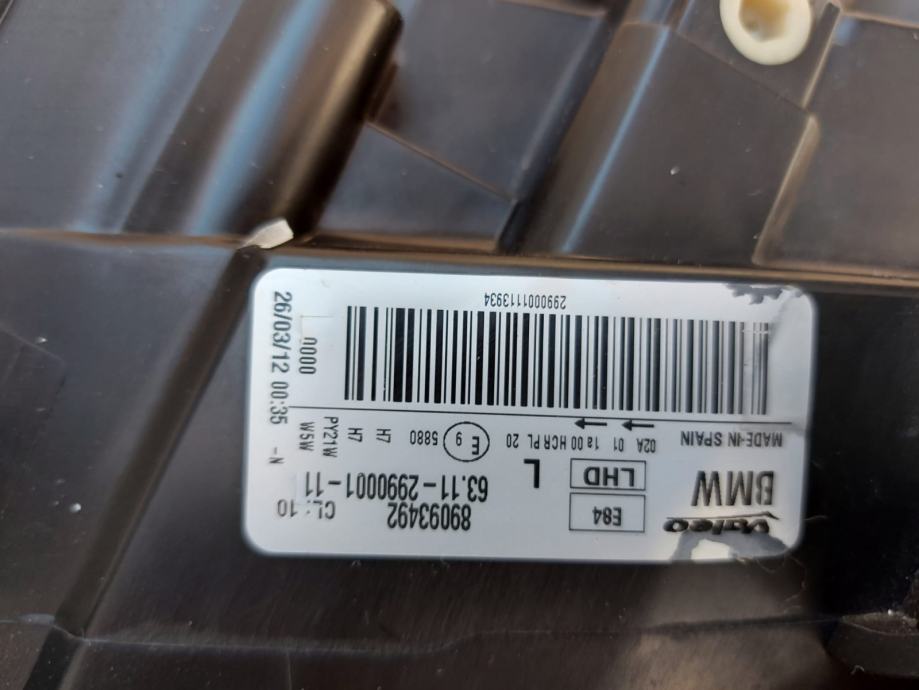 Valeo
BMW
E84
LHD
L
89093492
63.11-2990001-11
CL: 10
MADE-IN SPAIN
02A 01 1a 00 HCR PL 20
E 9
5880
H7 H7
PY21W
W5W
2990001113934
0000
26/03/12 00:35 -N